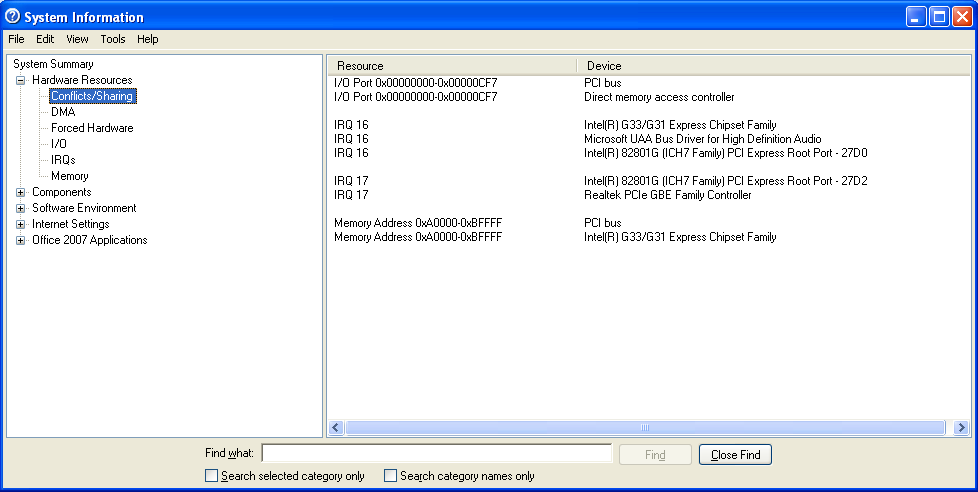 System Information
File Edit View Tools Help
System Summary
Hardware Resources
Conflicts/Sharing
DMA
Forced Hardware
I/O
IRQs
Memory
Components
Software Environment
Internet Settings
Office 2007 Applications
Resource Device
I/O Port 0x00000000-0x00000CF7 PCI bus
I/O Port 0x00000000-0x00000CF7 Direct memory access controller
IRQ 16 Intel(R) G33/G31 Express Chipset Family
IRQ 16 Microsoft UAA Bus Driver for High Definition Audio
IRQ 16 Intel(R) 82801G (ICH7 Family) PCI Express Root Port - 27D0
IRQ 17 Intel(R) 82801G (ICH7 Family) PCI Express Root Port - 27D2
IRQ 17 Realtek PCIe GBE Family Controller
Memory Address 0xA0000-0xBFFFF PCI bus
Memory Address 0xA0000-0xBFFFF Intel(R) G33/G31 Express Chipset Family
Find what: Find Close Find
Search selected category only Search category names only